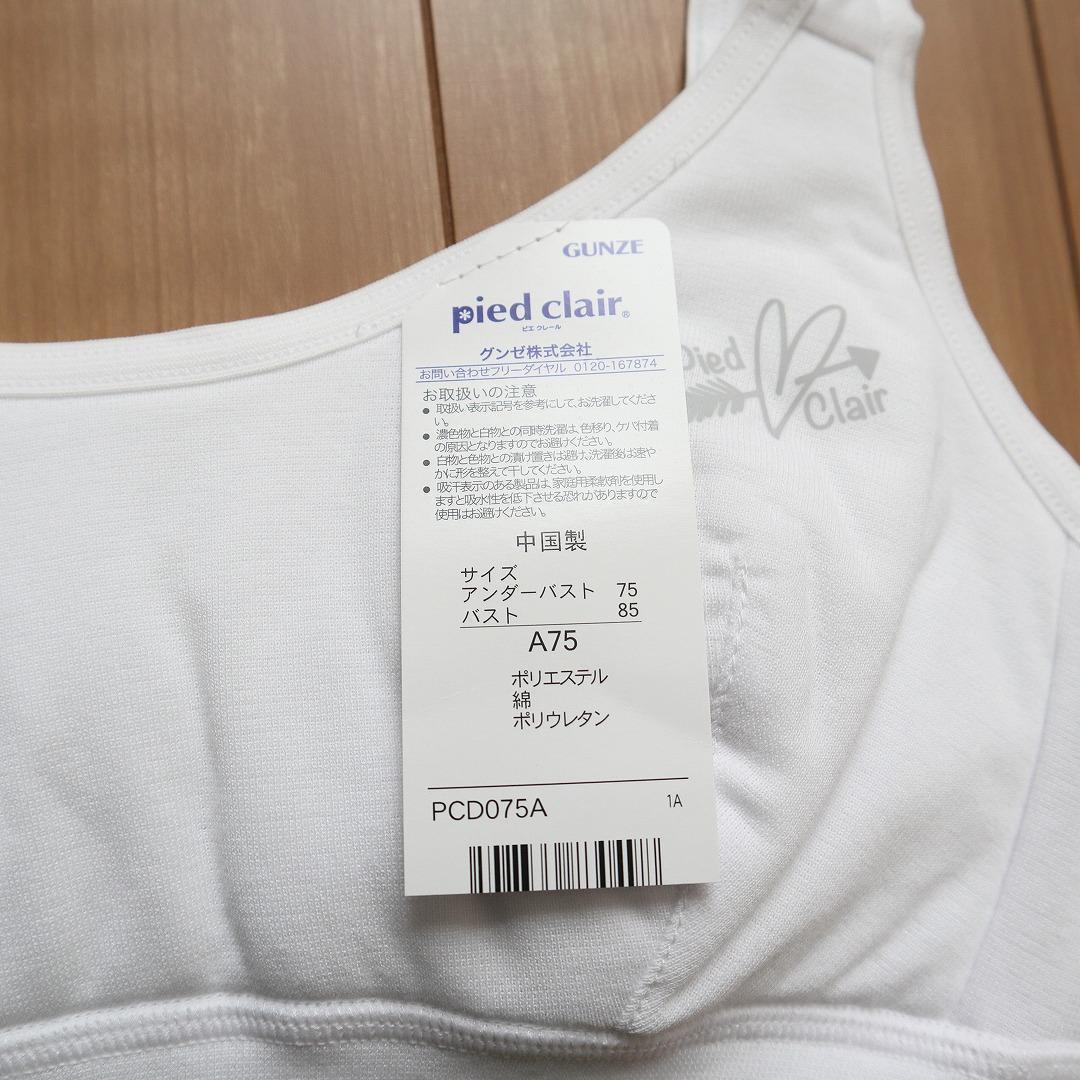 GUNZE
pied clair®
ピエ クレール
グンゼ株式会社
お問い合わせフリーダイヤル 0120-167874
お取扱いの注意
● 取扱い表示記号を参考にして、お洗濯してくださ
い。
● 濃色物と白物との同時洗濯は、色移り、ケバ付着
の原因となりますのでお避けください。
● 白物と色物との漬け置きは避け、洗濯後は速や
かに形を整えて干してください。
● 吸汗表示のある製品は、家庭用柔軟剤を使用し
ますと吸水性を低下させる恐れがありますので
使用はお避けください。
中国製
サイズ
アンダーバスト 75
バスト 85
A75
ポリエステル
綿
ポリウレタン
PCD075A 1A
Pied
Clair